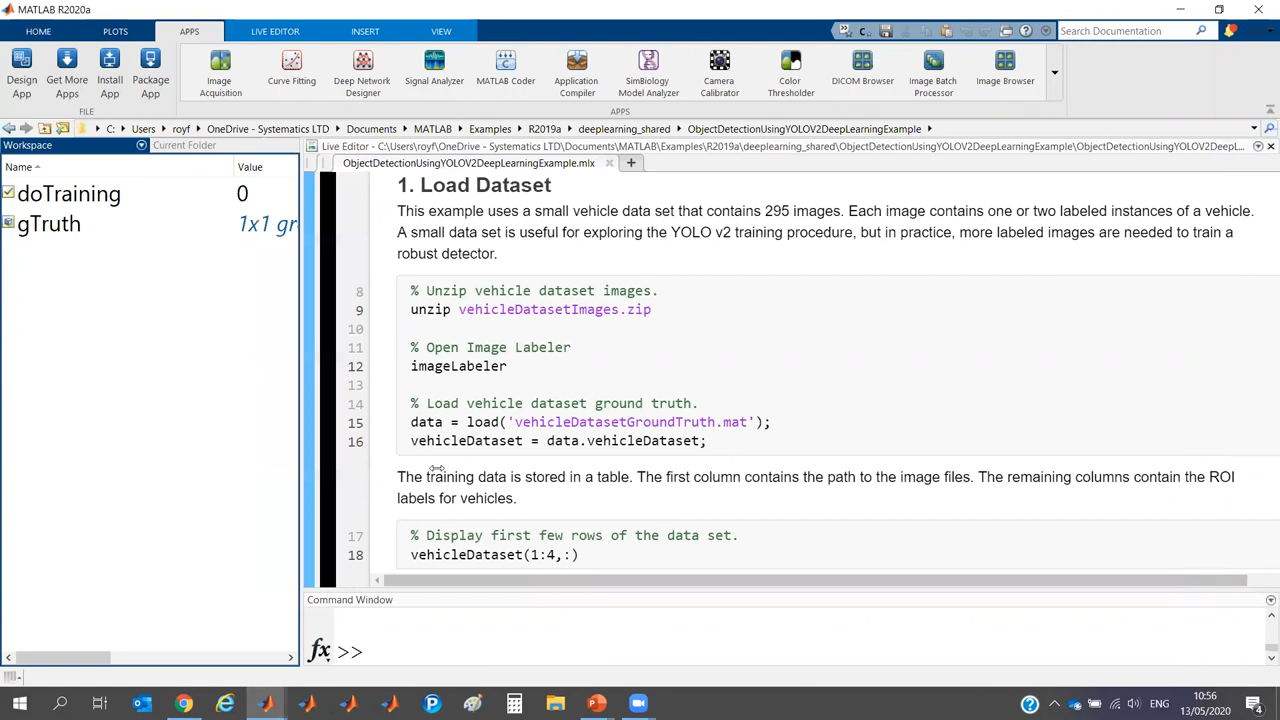 MATLAB R2020a
HOME PLOTS APPS LIVE EDITOR INSERT VIEW
Search Documentation
Design App
Get More Apps
Install App
Package App
Image Acquisition
Curve Fitting
Deep Network Designer
Signal Analyzer
MATLAB Coder
Application Compiler
SimBiology Model Analyzer
Camera Calibrator
Color Thresholder
DICOM Browser
Image Batch Processor
Image Browser
FILE
APPS
C: Users royf OneDrive - Systematics LTD Documents MATLAB Examples R2019a deeplearning_shared ObjectDetectionUsingYOLOV2DeepLearningExample
Workspace
Current Folder
Live Editor - C:\Users\royf\OneDrive - Systematics LTD\Documents\MATLAB\Examples\R2019a\deeplearning_shared\ObjectDetectionUsingYOLOV2DeepLearningExample\ObjectDetectionUsingYOLOV2DeepL...
Name Value
doTraining 0
gTruth 1x1 gr
ObjectDetectionUsingYOLOV2DeepLearningExample.mlx
1. Load Dataset
This example uses a small vehicle data set that contains 295 images. Each image contains one or two labeled instances of a vehicle.
A small data set is useful for exploring the YOLO v2 training procedure, but in practice, more labeled images are needed to train a
robust detector.
8 % Unzip vehicle dataset images.
9 unzip vehicleDatasetImages.zip
10
11 % Open Image Labeler
12 imageLabeler
13
14 % Load vehicle dataset ground truth.
15 data = load('vehicleDatasetGroundTruth.mat');
16 vehicleDataset = data.vehicleDataset;
The training data is stored in a table. The first column contains the path to the image files. The remaining columns contain the ROI
labels for vehicles.
17 % Display first few rows of the data set.
18 vehicleDataset(1:4,:)
Command Window
fx >>
ENG
10:56
13/05/2020
4